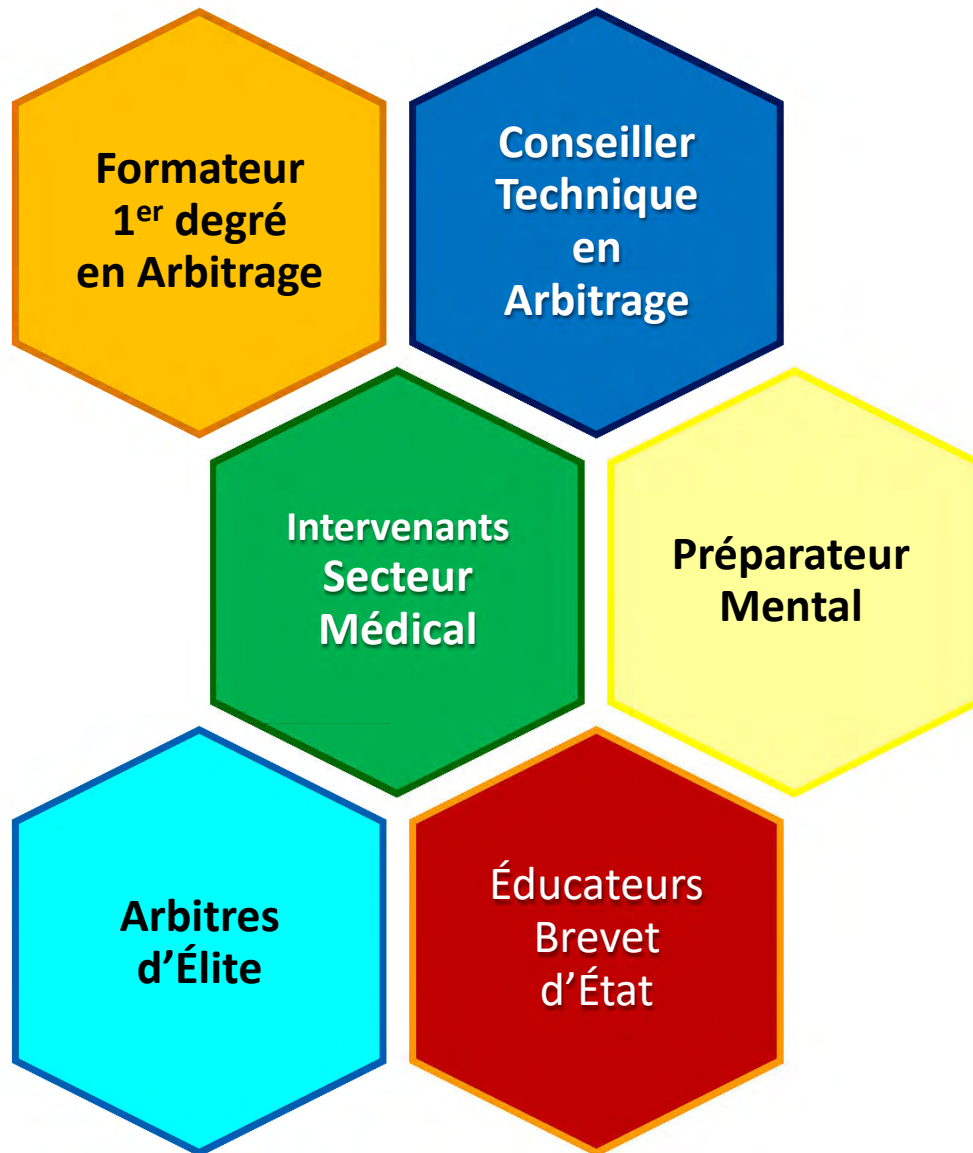 Formateur
1er degré
en Arbitrage
Conseiller
Technique
en
Arbitrage
Intervenants
Secteur
Médical
Préparateur
Mental
Arbitres
d’Élite
Éducateurs
Brevet
d’État